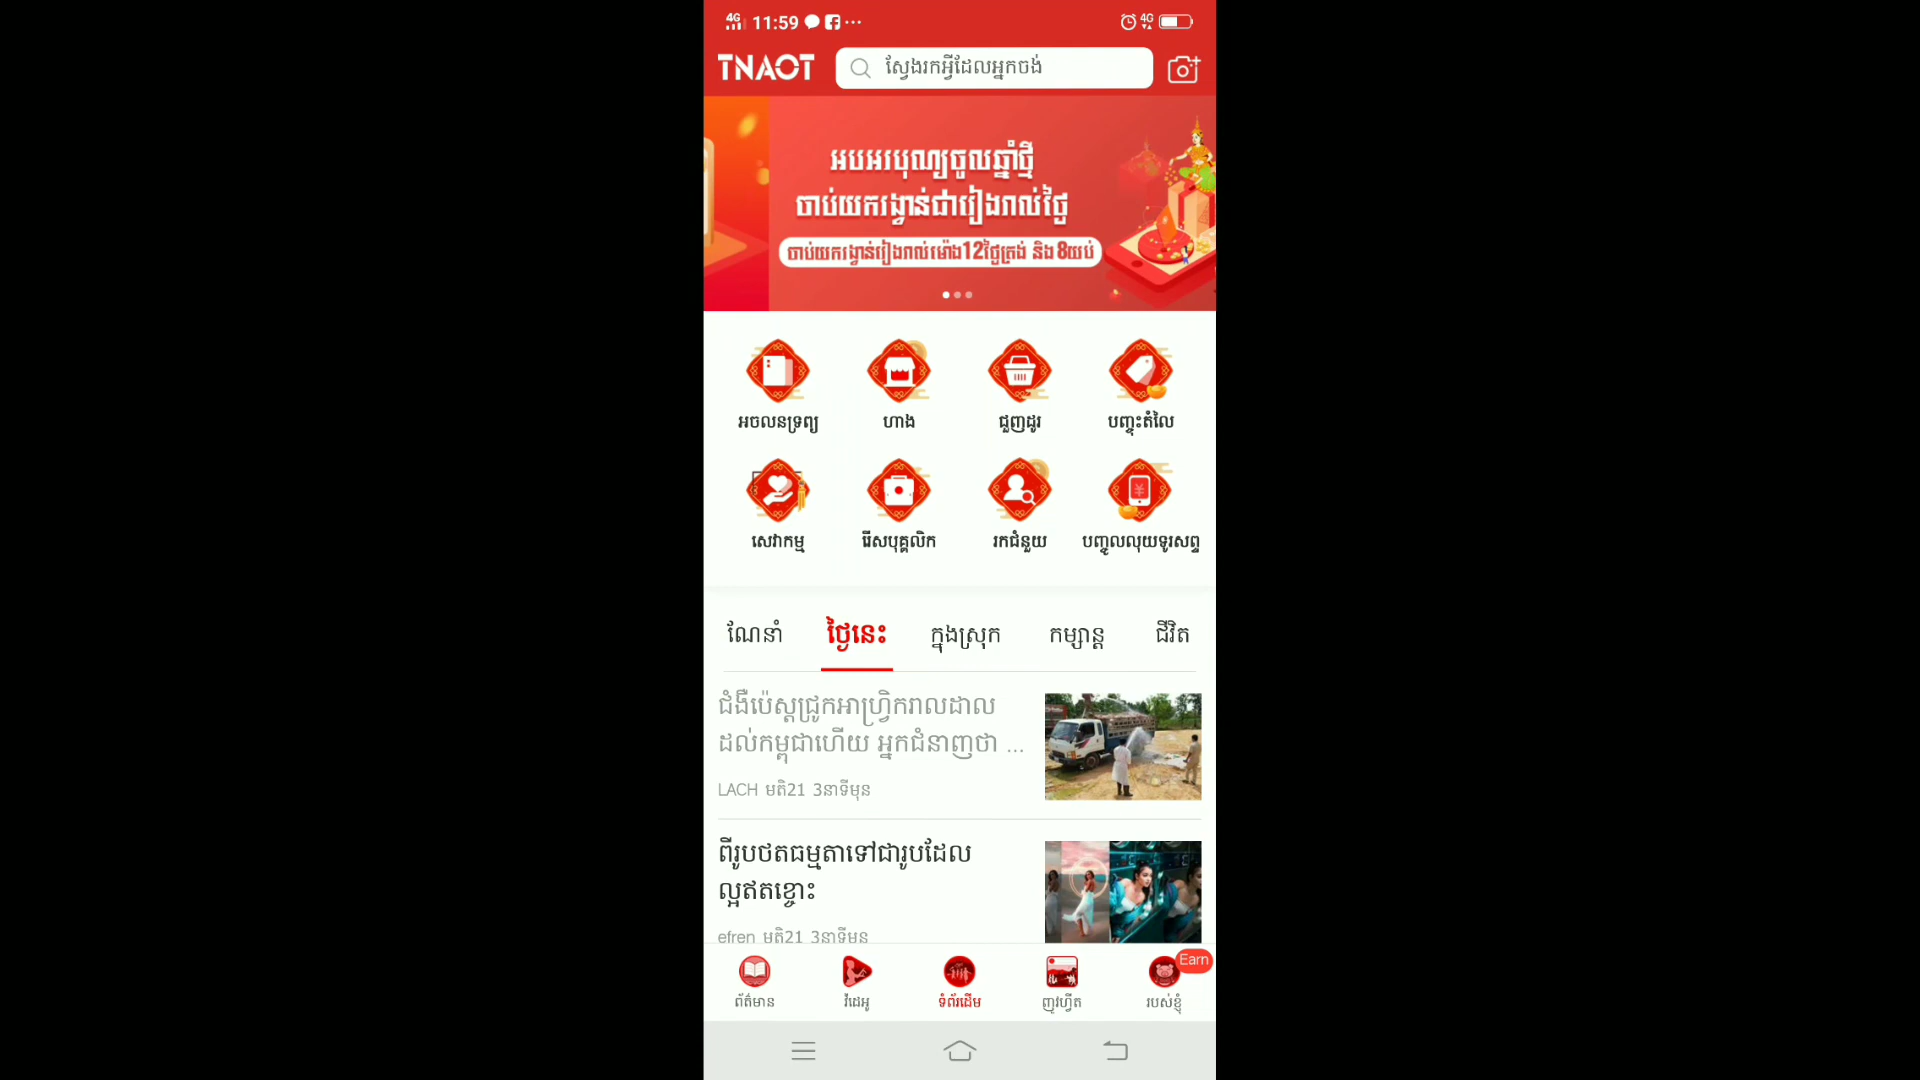 4G 11:59 ... 4G
TNAOT ស្វែងរកអ្វីដែលអ្នកចង់
អបអរបុណ្យចូលឆ្នាំថ្មី
ចាប់យករង្វាន់ជារៀងរាល់ថ្ងៃ
ចាប់យករង្វាន់រៀងរាល់ម៉ោង12ថ្ងៃត្រង់ និង8យប់
អចលនទ្រព្យ ហាង ជួញដូរ បញ្ចុះតំលៃ
សេវាកម្ម រើសបុគ្គលិក រកជំនួយ បញ្ចូលលុយទូរសព្ទ
ណែនាំ ថ្ងៃនេះ ក្នុងស្រុក កម្សាន្ត ជីវិត
ជំងឺប៉េស្តជ្រូកអាហ្វ្រិករាលដាល
ដល់កម្ពុជាហើយ អ្នកជំនាញថា ...
LACH មតិ21 3នាទីមុន
ពីរូបថតធម្មតាទៅជារូបដែល
ល្អឥតខ្ចោះ
efren មតិ21 3នាទីមុន
Earn
ព័ត៌មាន វីដេអូ ទំព័រដើម ញូវហ្វីត របស់ខ្ញុំ